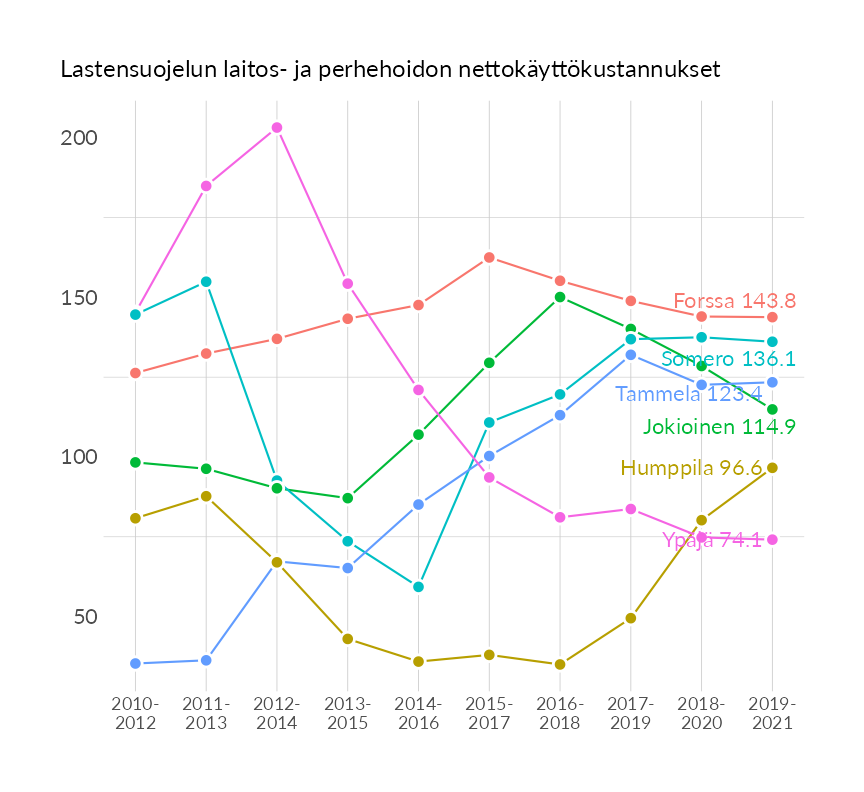 Lastensuojelun laitos- ja perhehoidon nettokäyttökustannukset
200
150
100
50
Forssa 143.8
Somero 136.1
Tammela 123.4
Jokioinen 114.9
Humppila 96.6
Ypäjä 74.1
2010- 2011- 2012- 2013- 2014- 2015- 2016- 2017- 2018- 2019-
2012 2013 2014 2015 2016 2017 2018 2019 2020 2021